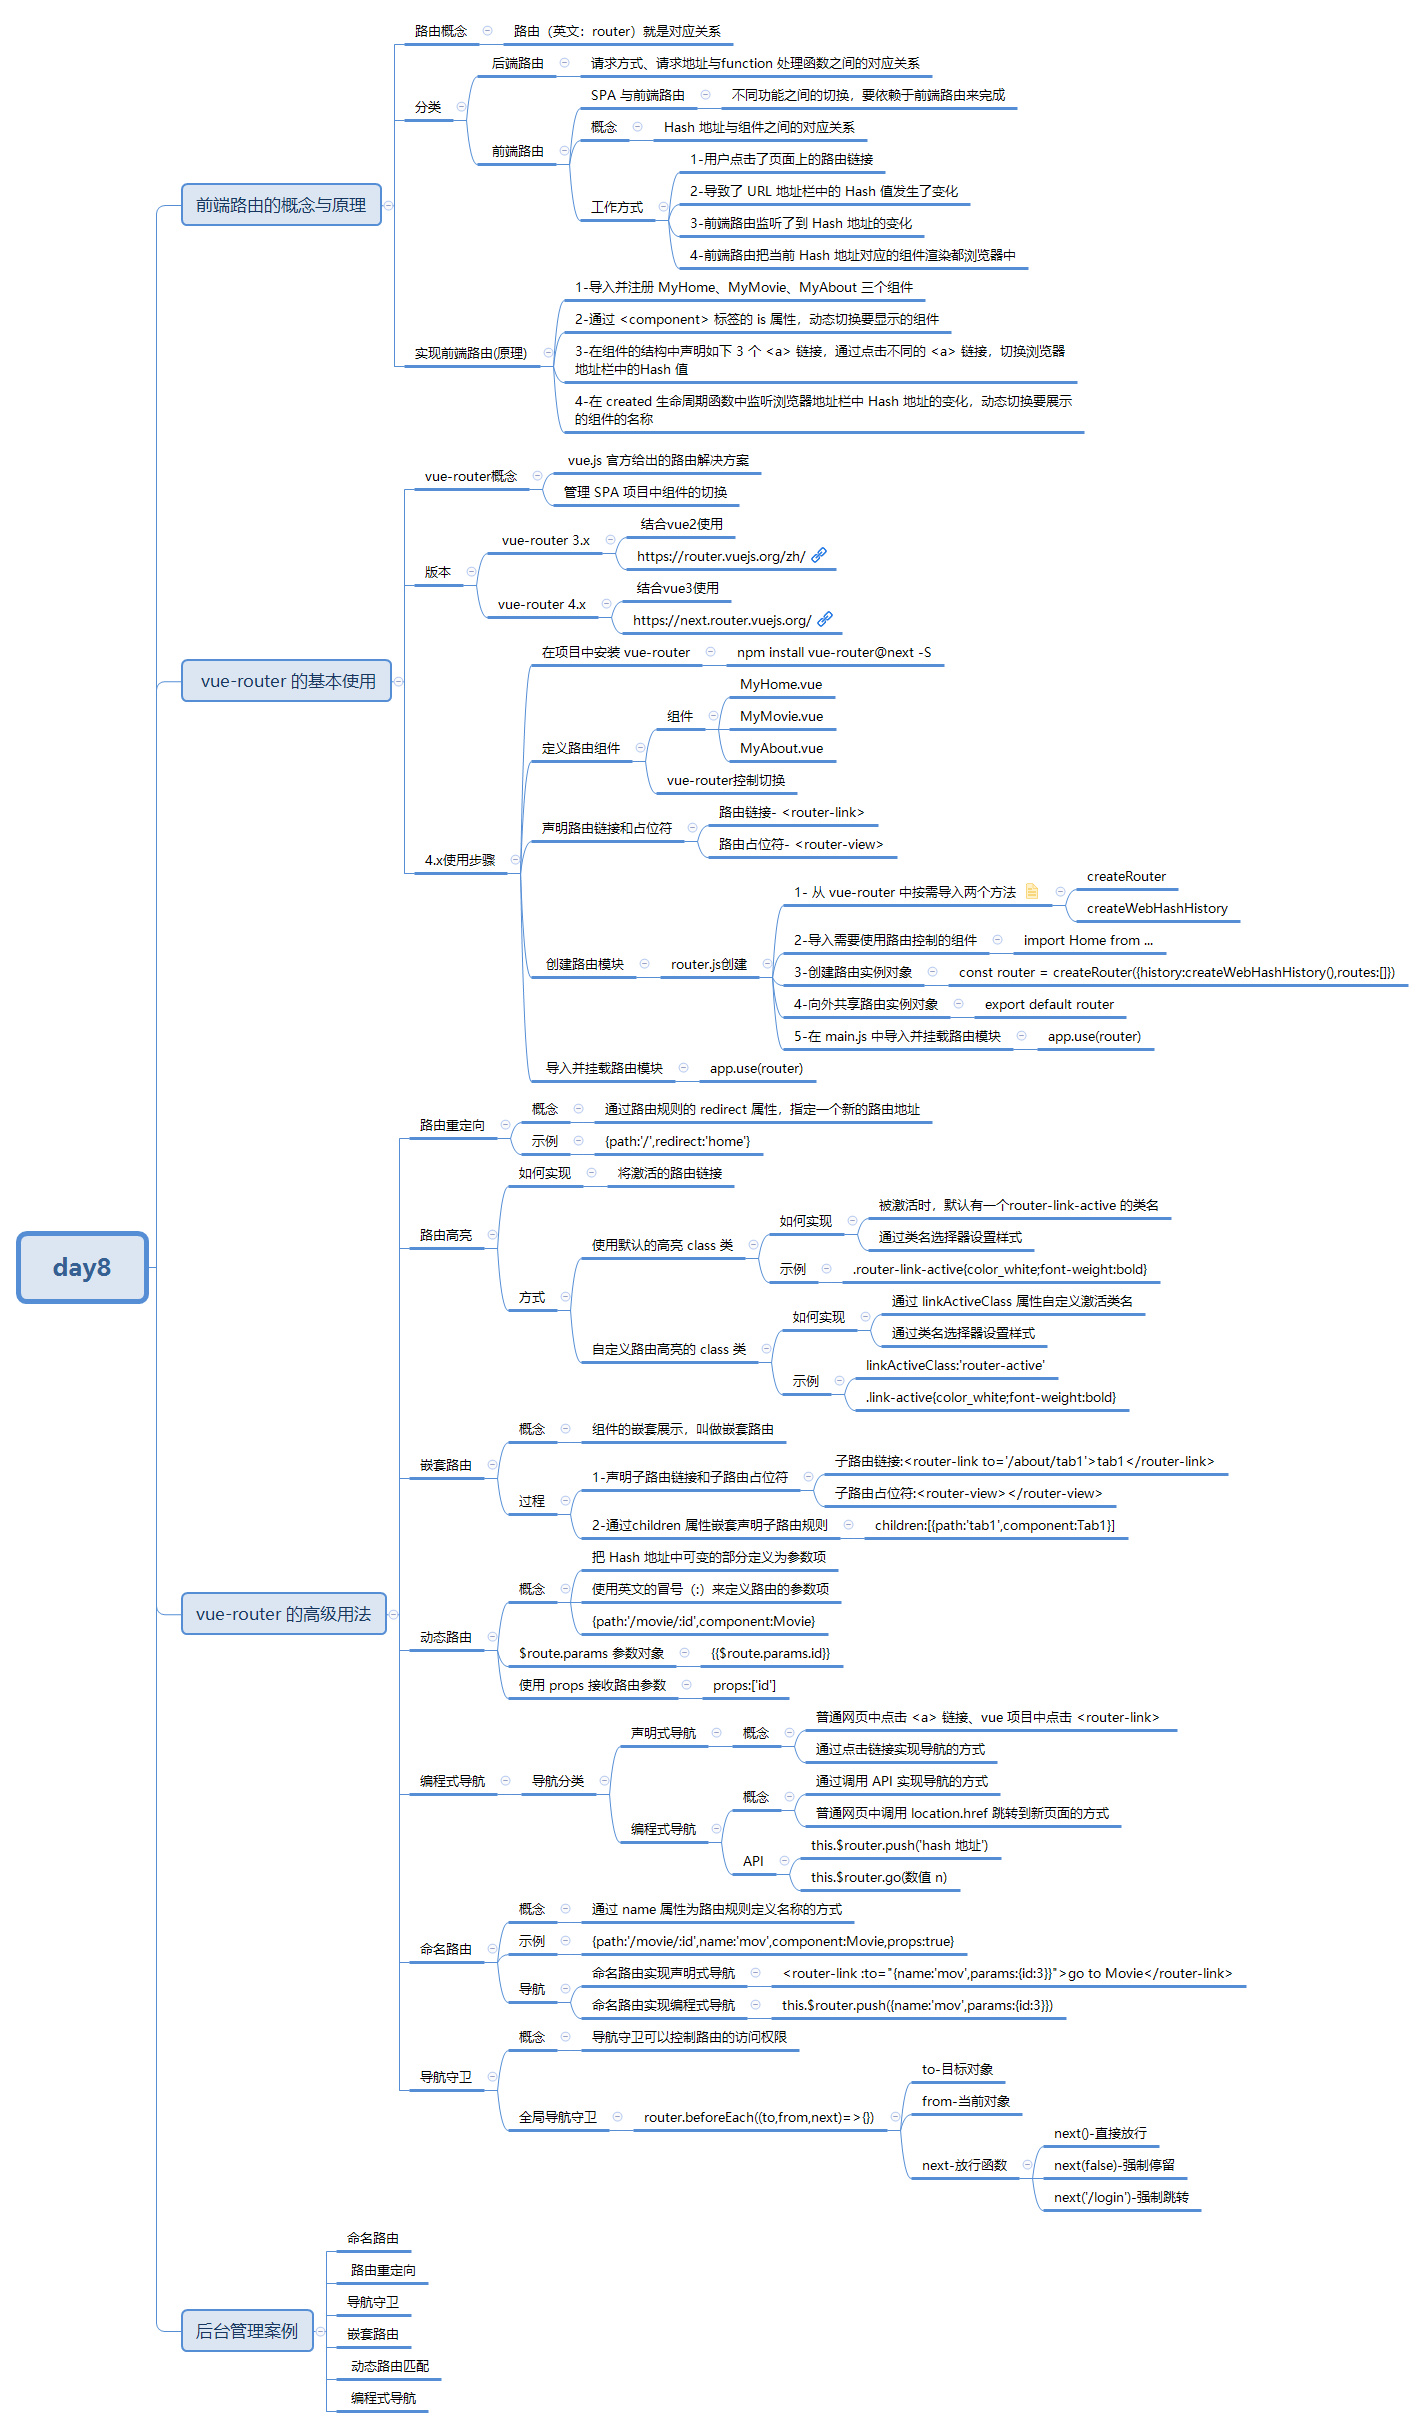 day8
前端路由的概念与原理
路由概念
路由（英文：router）就是对应关系
分类
后端路由
请求方式、请求地址与function 处理函数之间的对应关系
前端路由
SPA 与前端路由
不同功能之间的切换，要依赖于前端路由来完成
概念
Hash 地址与组件之间的对应关系
工作方式
1-用户点击了页面上的路由链接
2-导致了 URL 地址栏中的 Hash 值发生了变化
3-前端路由监听了到 Hash 地址的变化
4-前端路由把当前 Hash 地址对应的组件渲染都浏览器中
实现前端路由(原理)
1-导入并注册 MyHome、MyMovie、MyAbout 三个组件
2-通过 <component> 标签的 is 属性，动态切换要显示的组件
3-在组件的结构中声明如下 3 个 <a> 链接，通过点击不同的 <a> 链接，切换浏览器
地址栏中的Hash 值
4-在 created 生命周期函数中监听浏览器地址栏中 Hash 地址的变化，动态切换要展示
的组件的名称
vue-router 的基本使用
vue-router概念
vue.js 官方给出的路由解决方案
管理 SPA 项目中组件的切换
版本
vue-router 3.x
结合vue2使用
https://router.vuejs.org/zh/
vue-router 4.x
结合vue3使用
https://next.router.vuejs.org/
4.x使用步骤
在项目中安装 vue-router
npm install vue-router@next -S
定义路由组件
组件
MyHome.vue
MyMovie.vue
MyAbout.vue
vue-router控制切换
声明路由链接和占位符
路由链接- <router-link>
路由占位符- <router-view>
创建路由模块
router.js创建
1- 从 vue-router 中按需导入两个方法
createRouter
createWebHashHistory
2-导入需要使用路由控制的组件
import Home from ...
3-创建路由实例对象
const router = createRouter({history:createWebHashHistory(),routes:[]})
4-向外共享路由实例对象
export default router
5-在 main.js 中导入并挂载路由模块
app.use(router)
导入并挂载路由模块
app.use(router)
vue-router 的高级用法
路由重定向
概念
通过路由规则的 redirect 属性，指定一个新的路由地址
示例
{path:'/',redirect:'home'}
路由高亮
如何实现
将激活的路由链接
方式
使用默认的高亮 class 类
如何实现
被激活时，默认有一个router-link-active 的类名
通过类名选择器设置样式
示例
.router-link-active{color_white;font-weight:bold}
自定义路由高亮的 class 类
如何实现
通过 linkActiveClass 属性自定义激活类名
通过类名选择器设置样式
示例
linkActiveClass:'router-active'
.link-active{color_white;font-weight:bold}
嵌套路由
概念
组件的嵌套展示，叫做嵌套路由
过程
1-声明子路由链接和子路由占位符
子路由链接:<router-link to='/about/tab1'>tab1</router-link>
子路由占位符:<router-view></router-view>
2-通过children 属性嵌套声明子路由规则
children:[{path:'tab1',component:Tab1}]
动态路由
概念
把 Hash 地址中可变的部分定义为参数项
使用英文的冒号（:）来定义路由的参数项
{path:'/movie/:id',component:Movie}
$route.params 参数对象
{{$route.params.id}}
使用 props 接收路由参数
props:['id']
编程式导航
导航分类
声明式导航
概念
普通网页中点击 <a> 链接、vue 项目中点击 <router-link>
通过点击链接实现导航的方式
编程式导航
概念
通过调用 API 实现导航的方式
普通网页中调用 location.href 跳转到新页面的方式
API
this.$router.push('hash 地址')
this.$router.go(数值 n)
命名路由
概念
通过 name 属性为路由规则定义名称的方式
示例
{path:'/movie/:id',name:'mov',component:Movie,props:true}
导航
命名路由实现声明式导航
<router-link :to="{name:'mov',params:{id:3}}">go to Movie</router-link>
命名路由实现编程式导航
this.$router.push({name:'mov',params:{id:3}})
导航守卫
概念
导航守卫可以控制路由的访问权限
全局导航守卫
router.beforeEach((to,from,next)=>{})
to-目标对象
from-当前对象
next-放行函数
next()-直接放行
next(false)-强制停留
next('/login')-强制跳转
后台管理案例
命名路由
路由重定向
导航守卫
嵌套路由
动态路由匹配
编程式导航